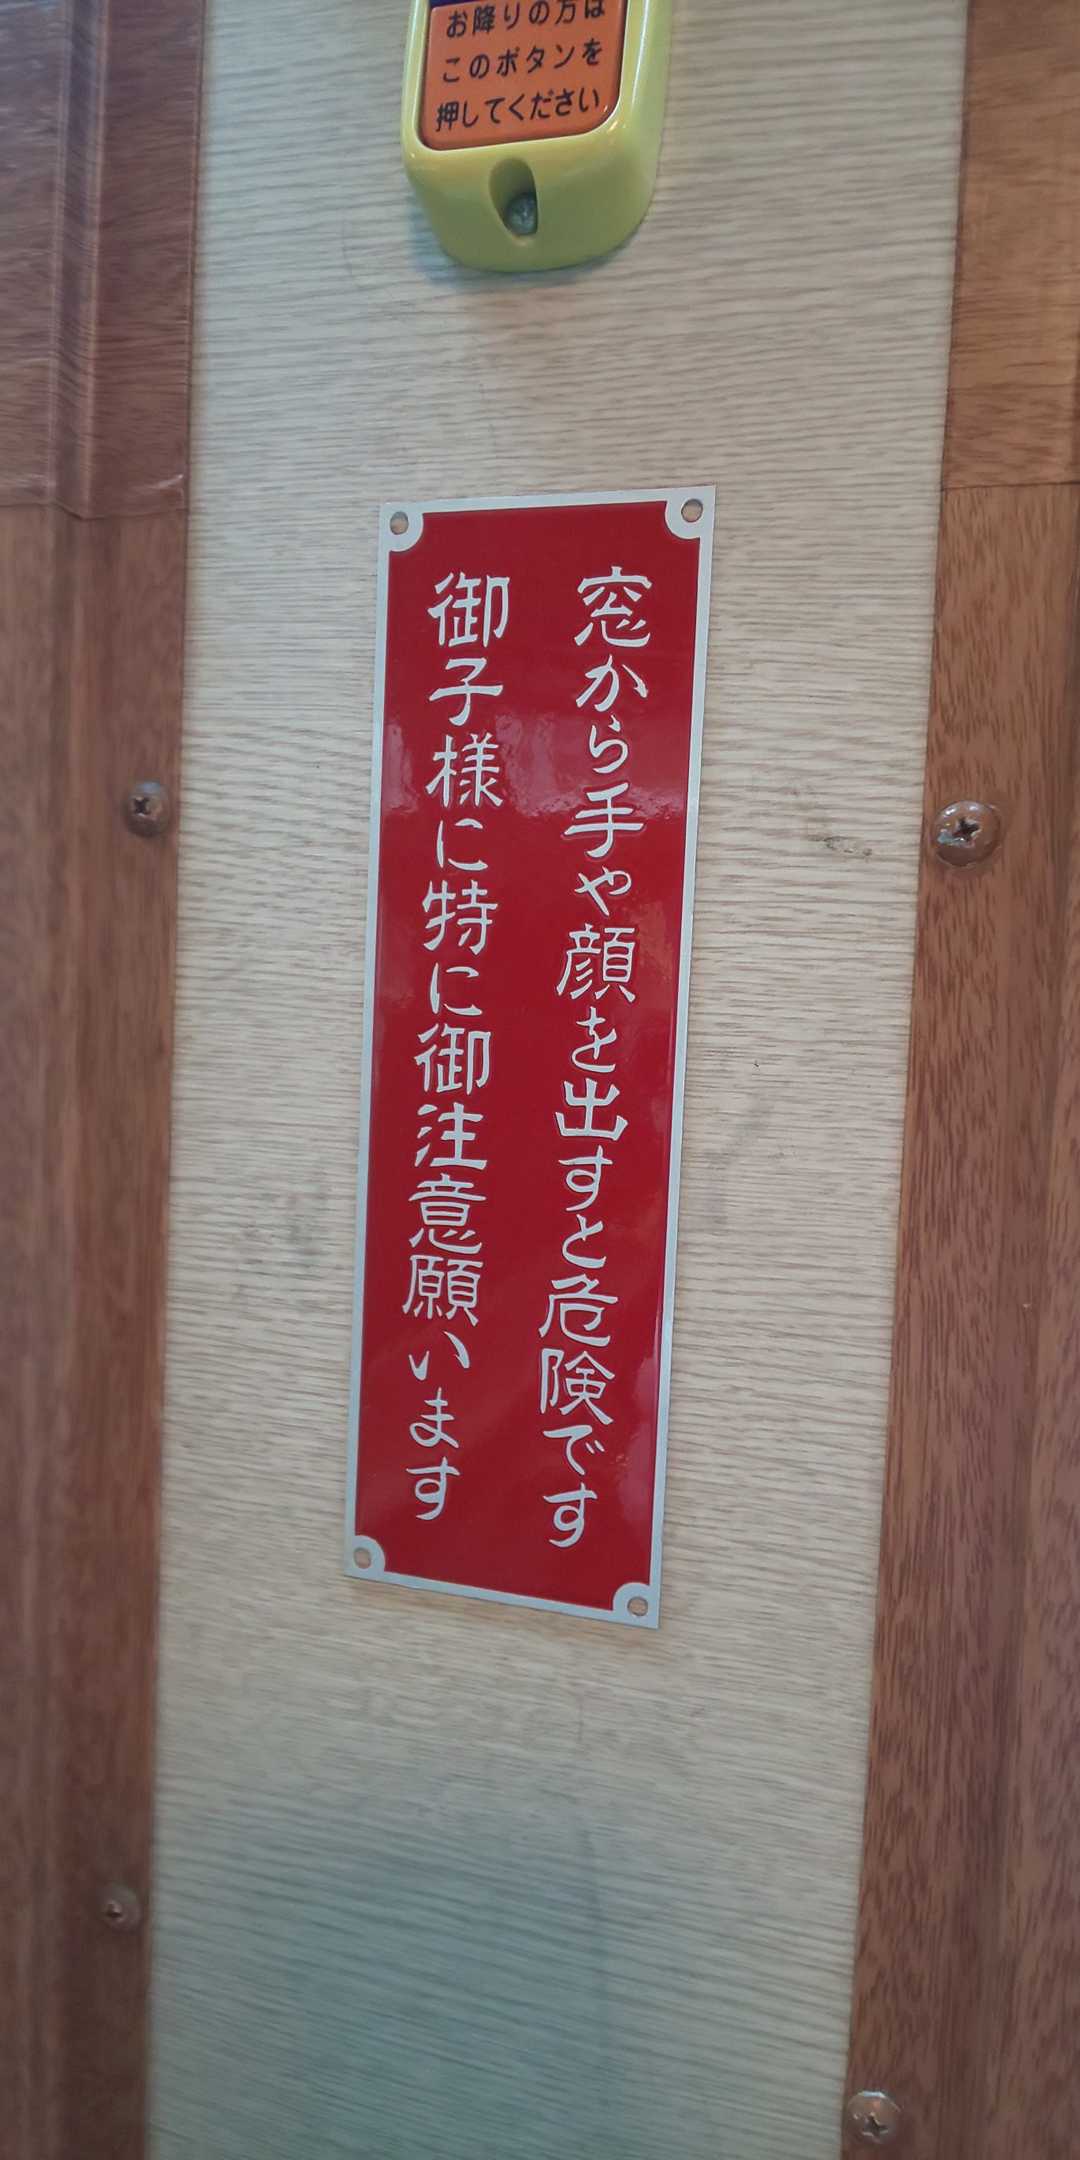 お降りの方は
このボタンを
押してください
窓から手や顔を出すと危険です
御子様に特に御注意願います